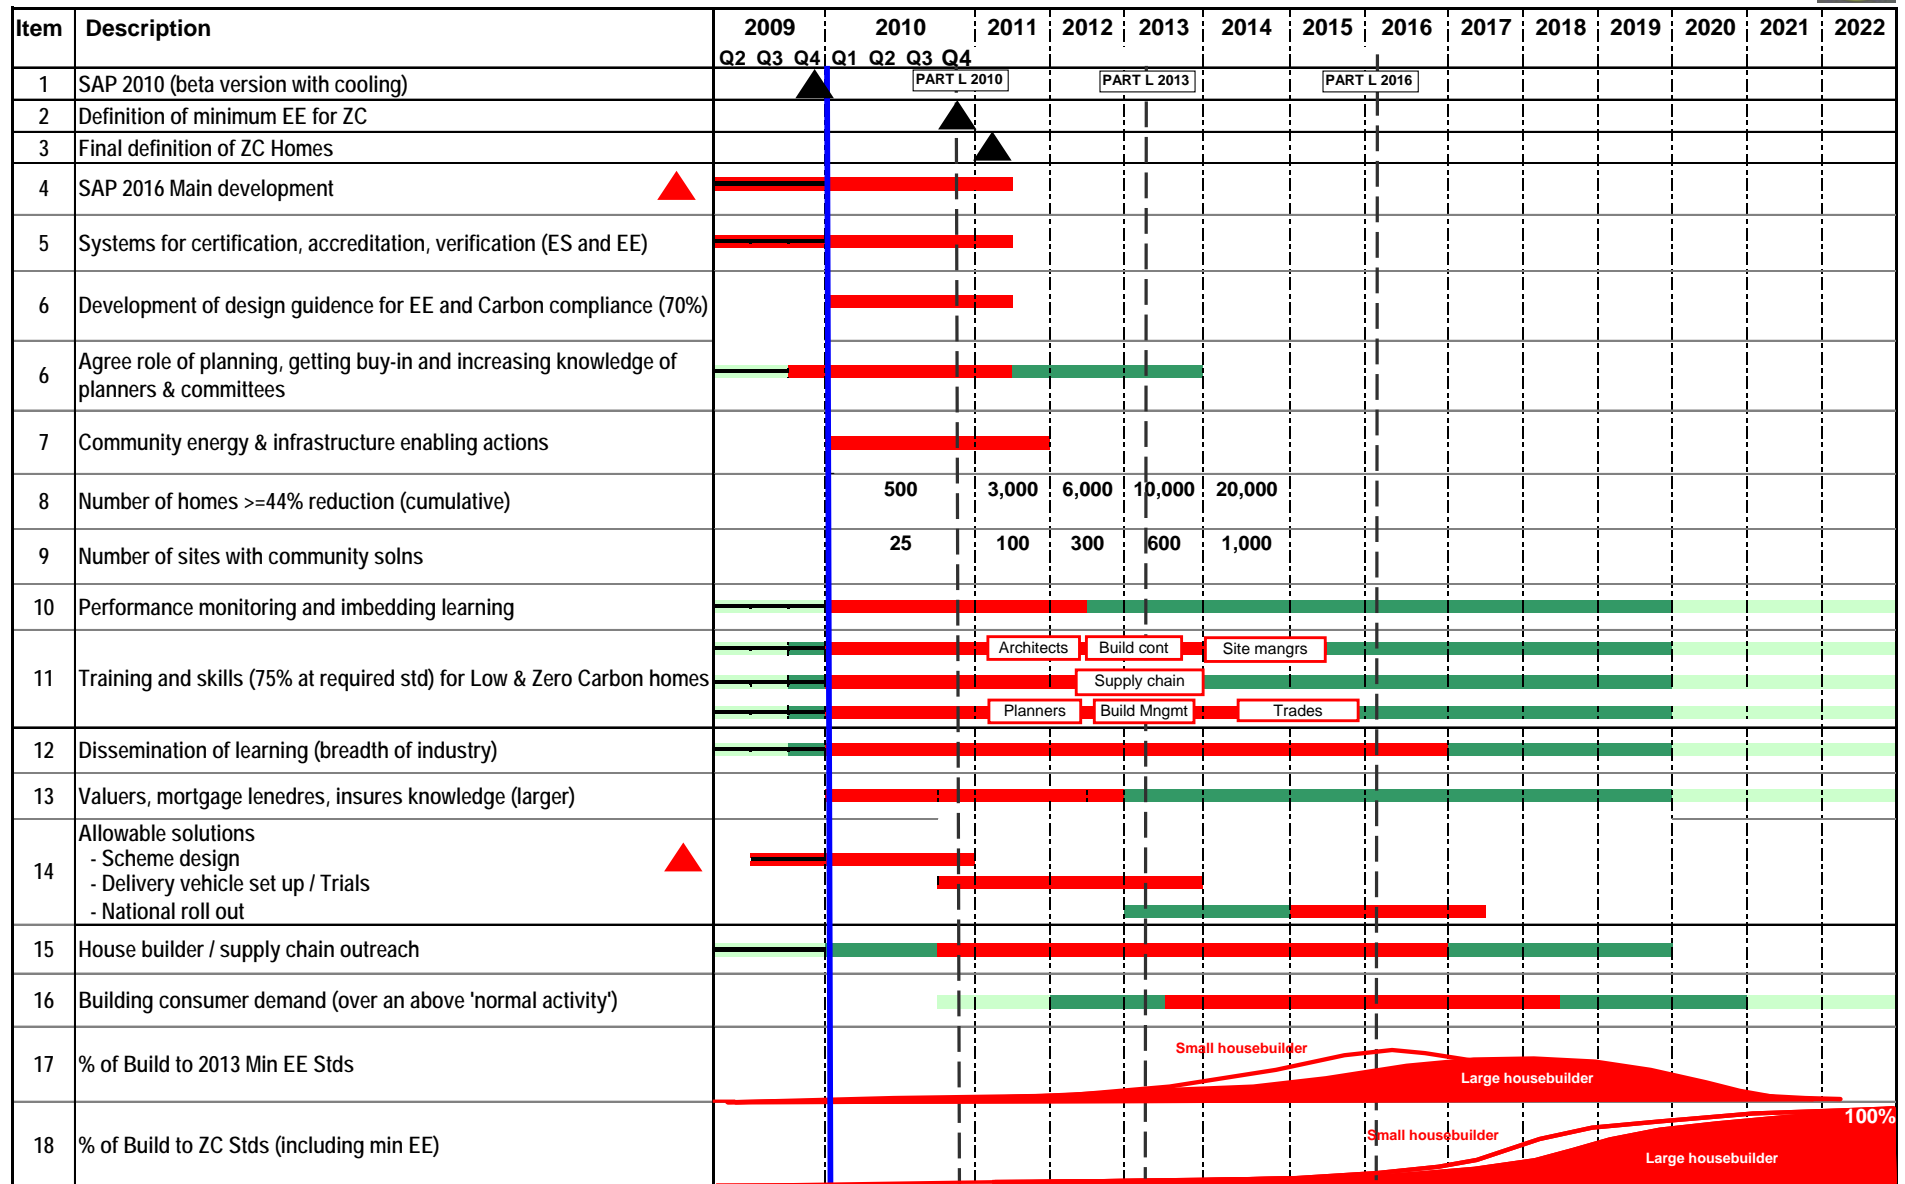 Item Description 2009 2010 2011 2012 2013 2014 2015 2016 2017 2018 2019 2020 2021 2022
Q2 Q3 Q4 Q1 Q2 Q3 Q4
1 SAP 2010 (beta version with cooling) PART L 2010 PART L 2013 PART L 2016
2 Definition of minimum EE for ZC
3 Final definition of ZC Homes
4 SAP 2016 Main development
5 Systems for certification, accreditation, verification (ES and EE)
6 Development of design guidence for EE and Carbon compliance (70%)
6 Agree role of planning, getting buy-in and increasing knowledge of
planners & committees
7 Community energy & infrastructure enabling actions
8 Number of homes >=44% reduction (cumulative) 500 3,000 6,000 10,000 20,000
9 Number of sites with community solns 25 100 300 600 1,000
10 Performance monitoring and imbedding learning
11 Training and skills (75% at required std) for Low & Zero Carbon homes
Architects Build cont Site mangrs
Supply chain
Planners Build Mngmt Trades
12 Dissemination of learning (breadth of industry)
13 Valuers, mortgage lenedres, insures knowledge (larger)
14 Allowable solutions
- Scheme design
- Delivery vehicle set up / Trials
- National roll out
15 House builder / supply chain outreach
16 Building consumer demand (over an above 'normal activity')
17 % of Build to 2013 Min EE Stds
Small housebuilder
Large housebuilder
18 % of Build to ZC Stds (including min EE)
100%
Small housebuilder
Large housebuilder